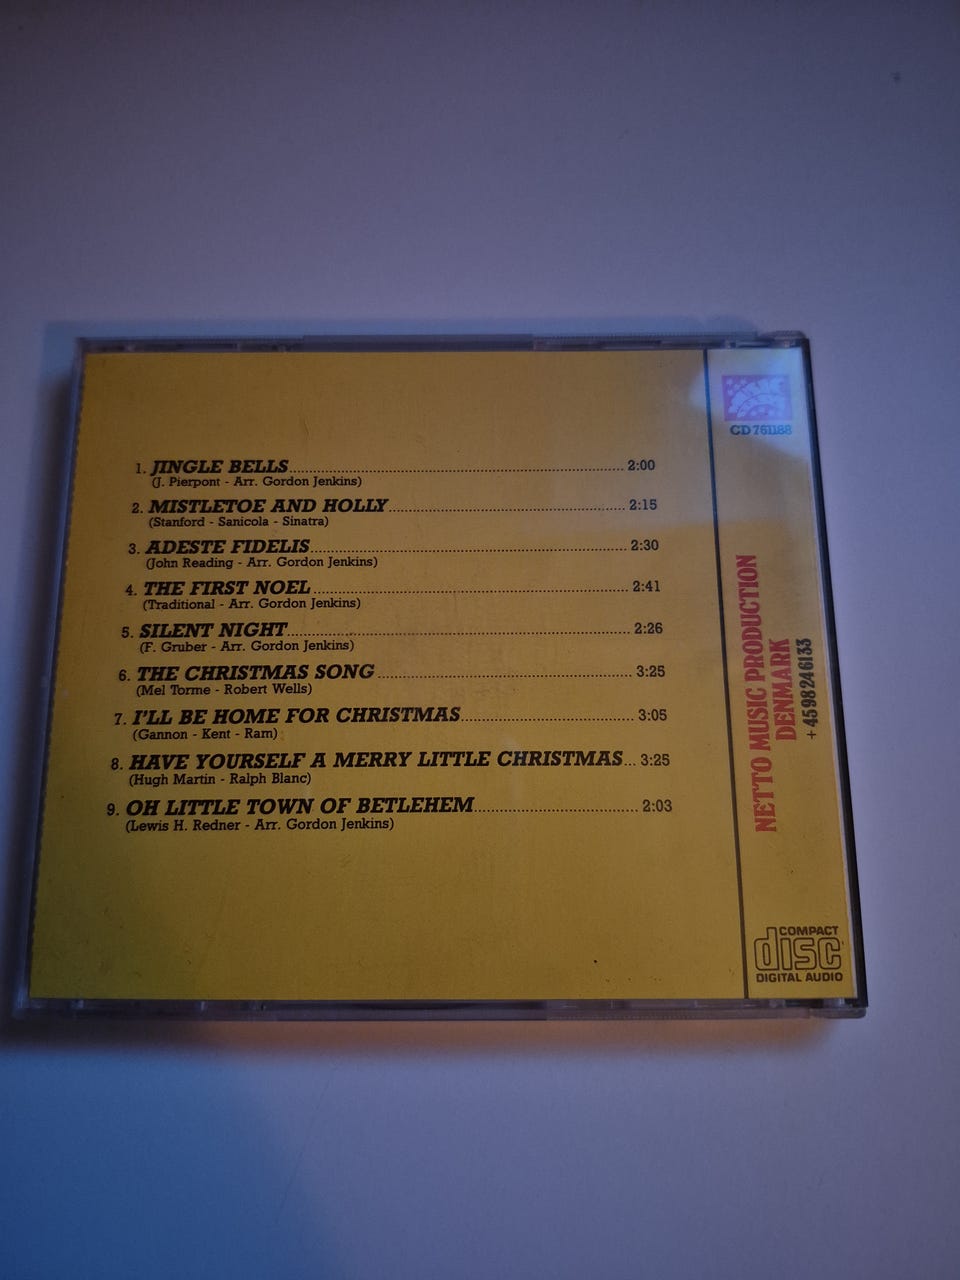 1. JINGLE BELLS 2:00
(J. Pierpont - Arr. Gordon Jenkins)
2. MISTLETOE AND HOLLY 2:15
(Stanford - Sanicola - Sinatra)
3. ADESTE FIDELIS 2:30
(John Reading - Arr. Gordon Jenkins)
4. THE FIRST NOEL 2:41
(Traditional - Arr. Gordon Jenkins)
5. SILENT NIGHT 2:26
(F. Gruber - Arr. Gordon Jenkins)
6. THE CHRISTMAS SONG 3:25
(Mel Torme - Robert Wells)
7. I'LL BE HOME FOR CHRISTMAS 3:05
(Gannon - Kent - Ram)
8. HAVE YOURSELF A MERRY LITTLE CHRISTMAS 3:25
(Hugh Martin - Ralph Blanc)
9. OH LITTLE TOWN OF BETLEHEM 2:03
(Lewis H. Redner - Arr. Gordon Jenkins)
CD 761188
NETTO MUSIC PRODUCTION
DENMARK
+4598246133
COMPACT
disc
DIGITAL AUDIO